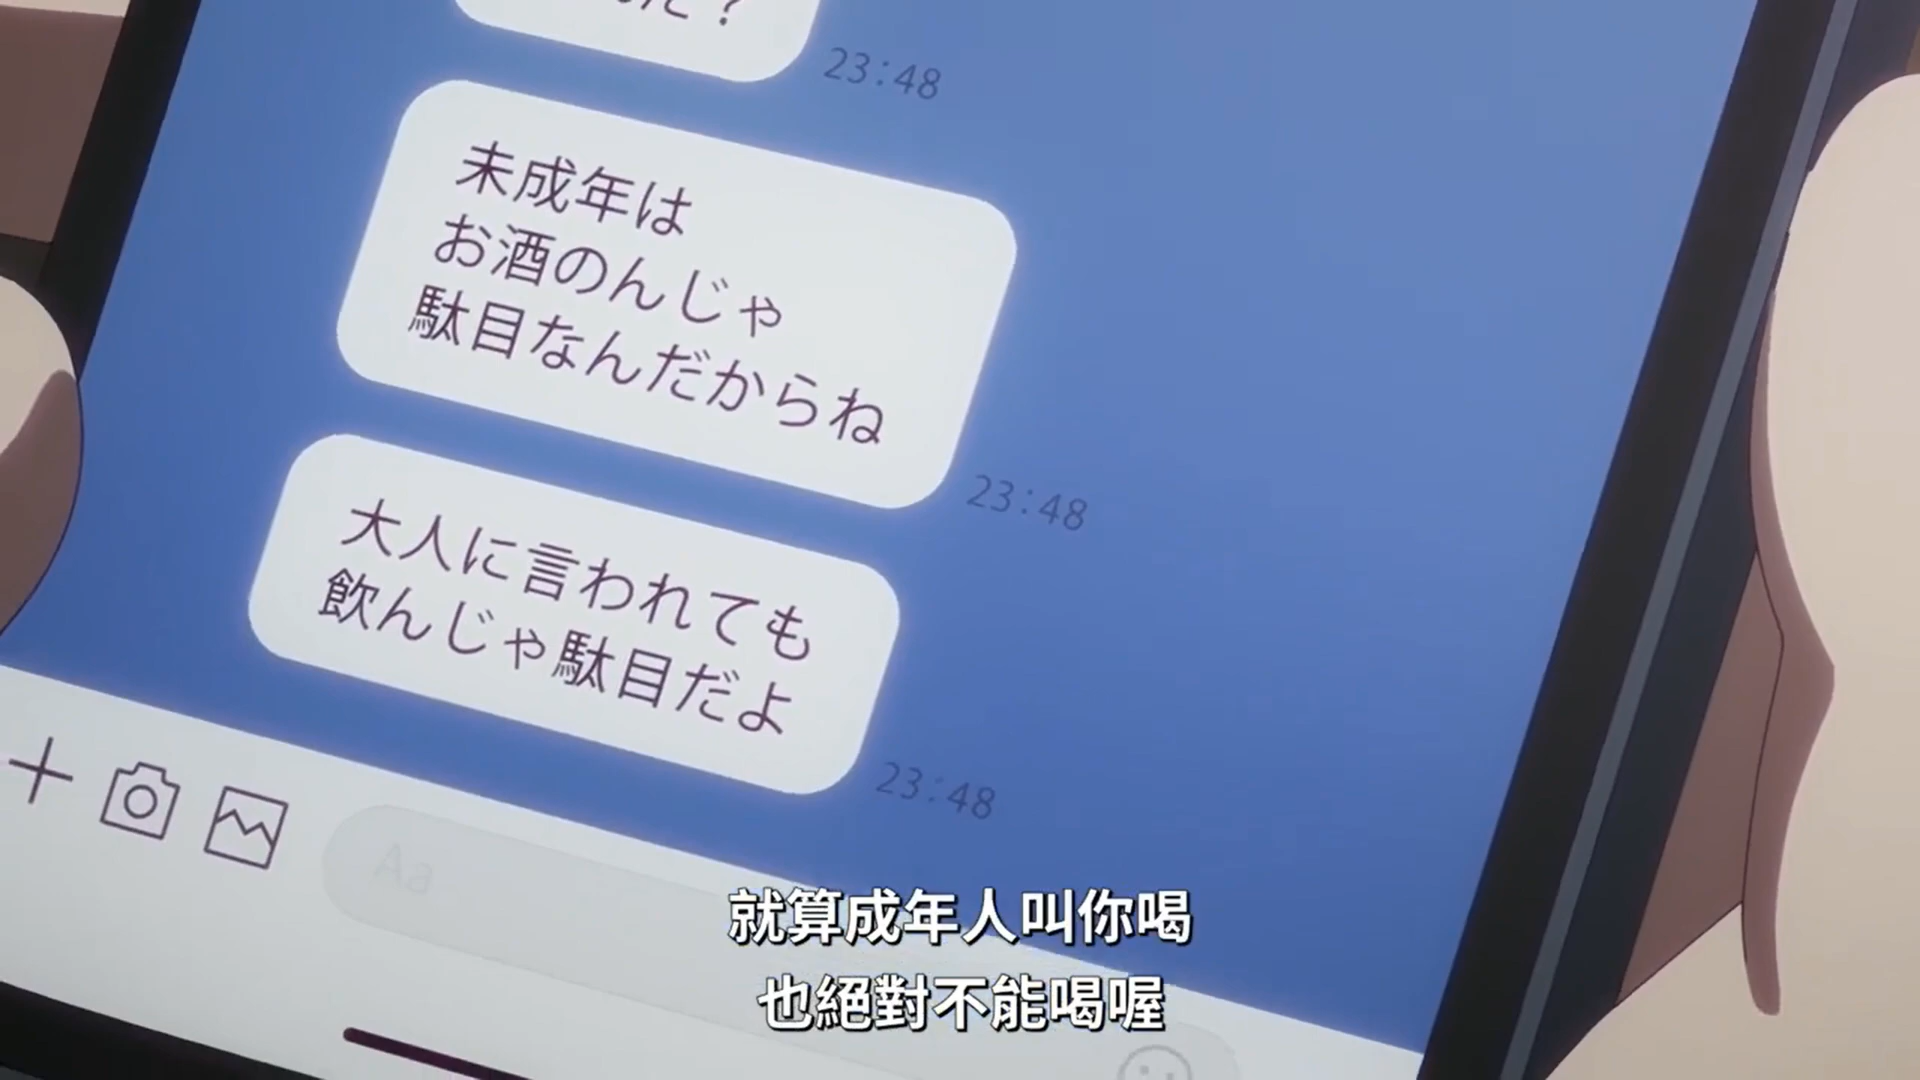 んだ？
23:48
未成年は
お酒のんじゃ
駄目なんだからね
23:48
大人に言われても
飲んじゃ駄目だよ
23:48
Aa
就算成年人叫你喝
也絕對不能喝喔